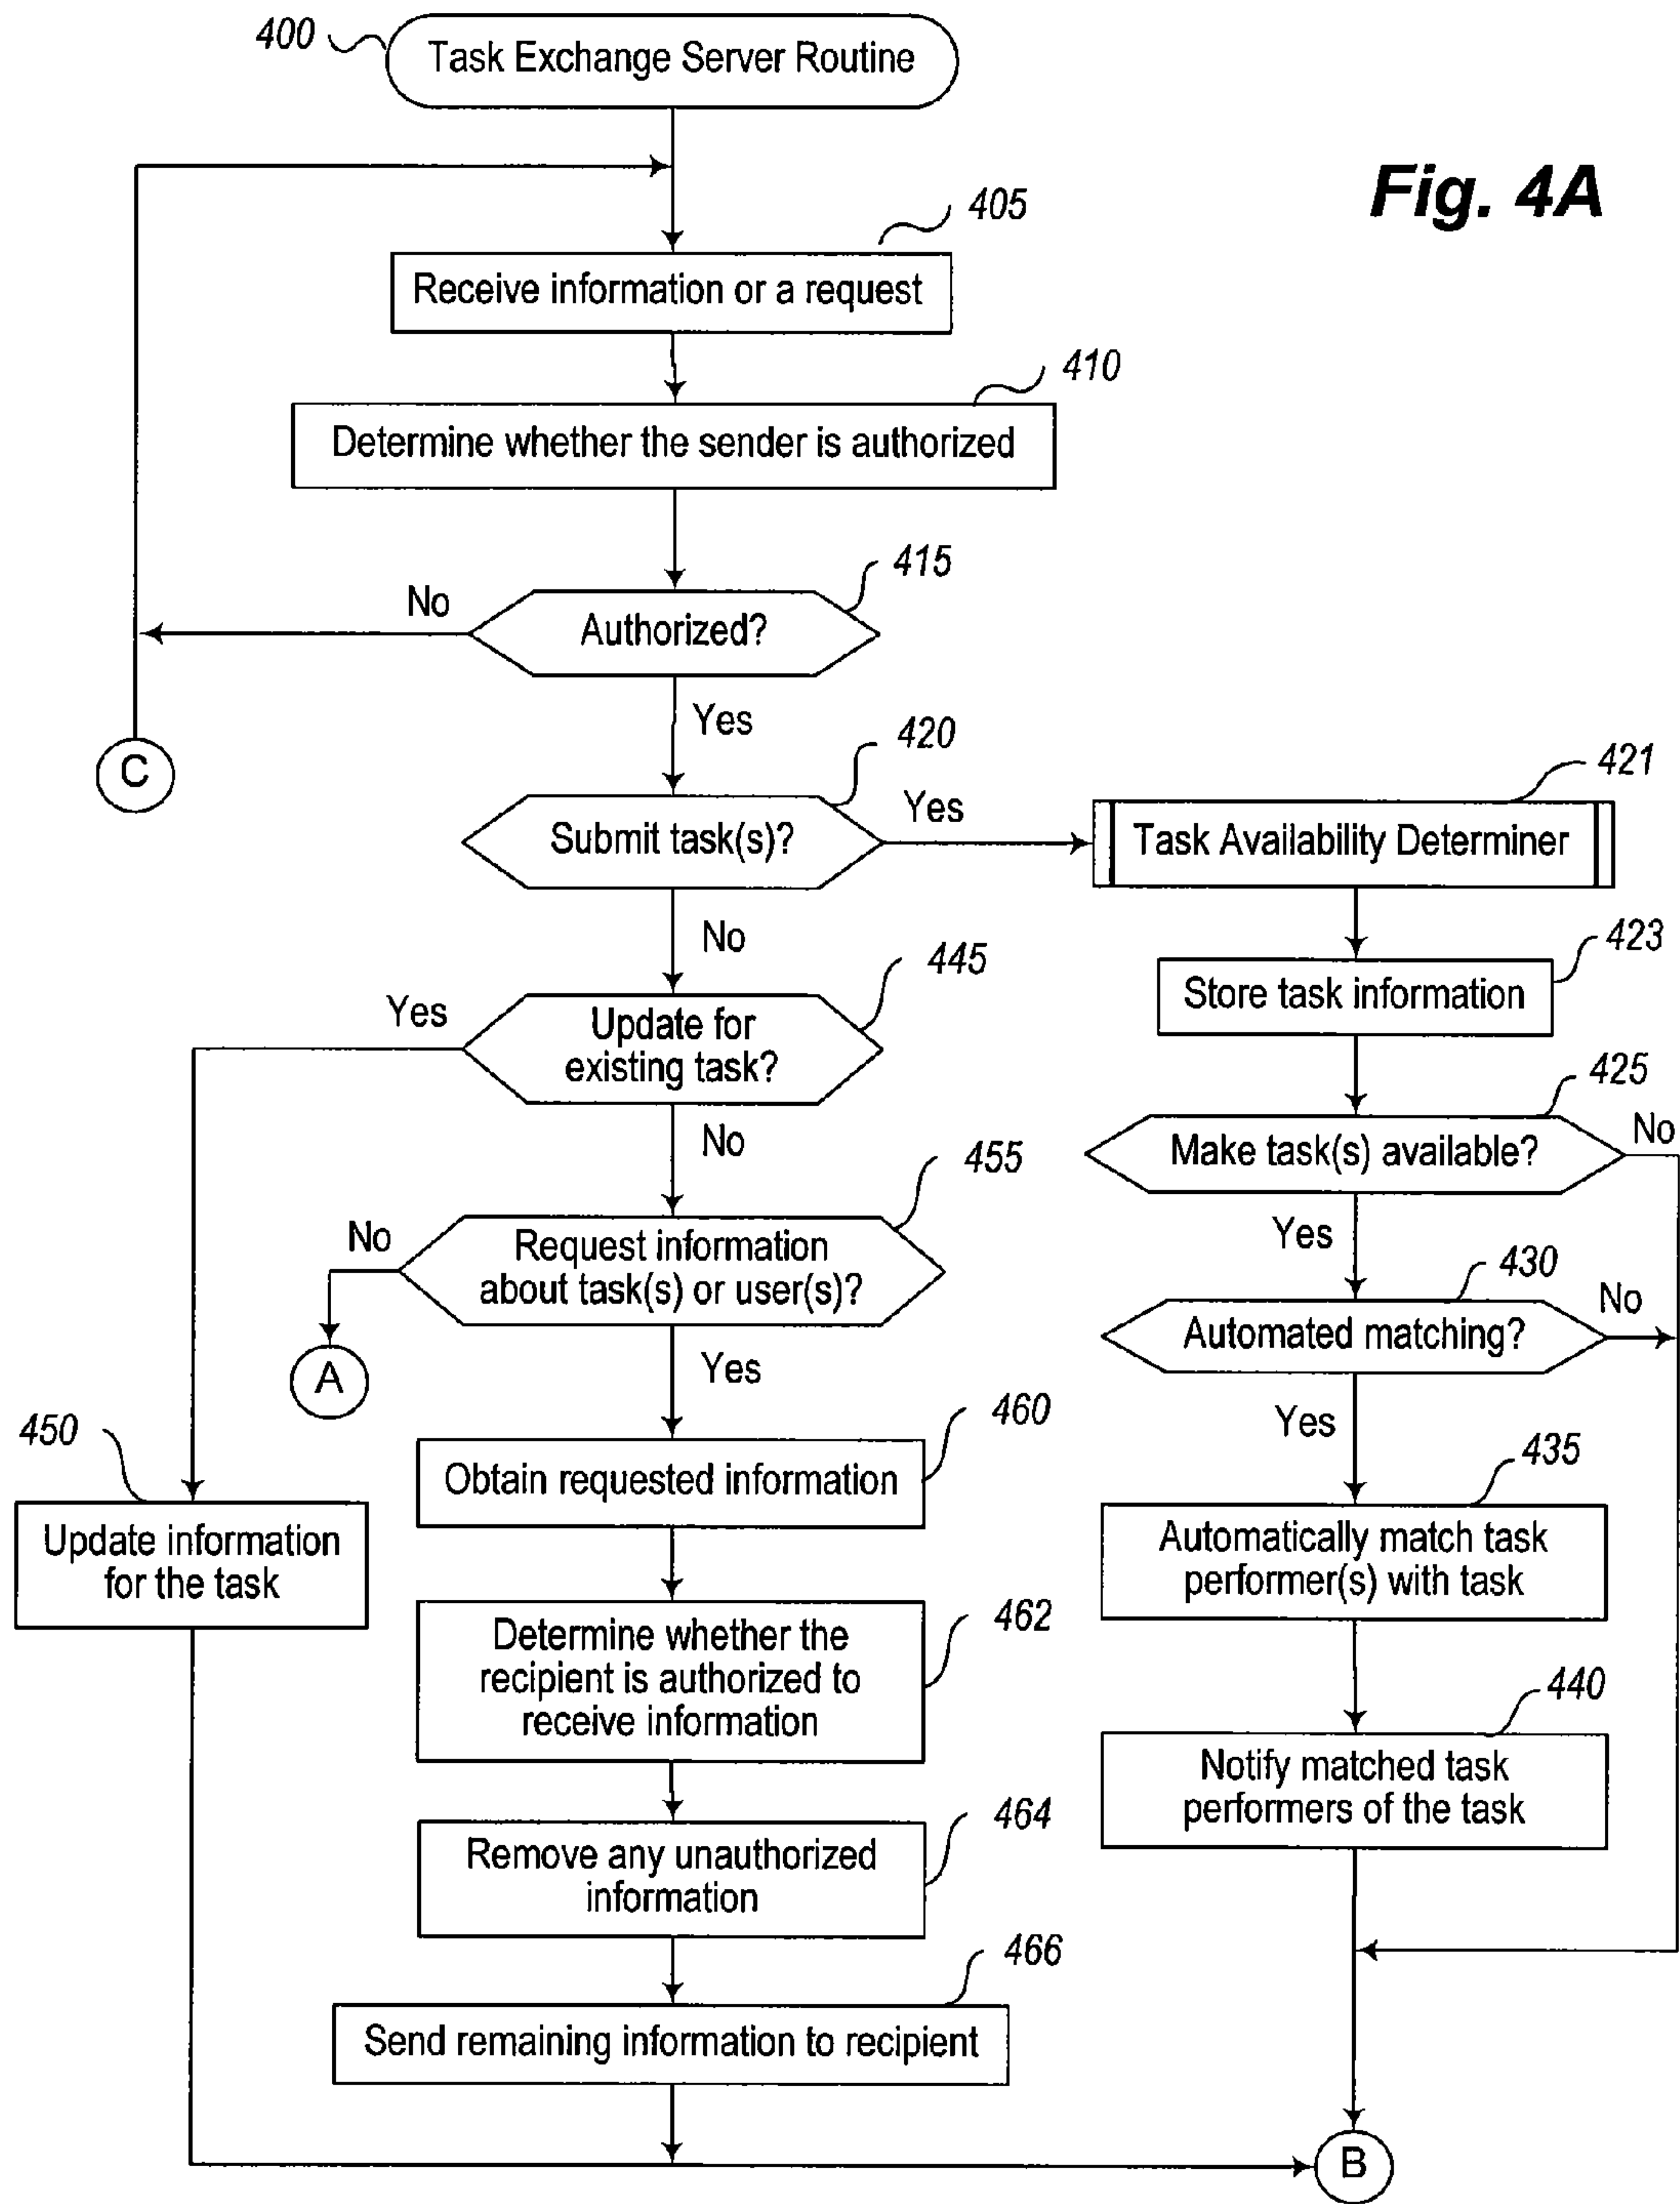 400
Task Exchange Server Routine
Fig. 4A
405
Receive information or a request
410
Determine whether the sender is authorized
415
No
Authorized?
Yes
C
420
Submit task(s)?
Yes
421
Task Availability Determiner
No
423
Store task information
445
Yes
Update for
existing task?
No
425
Make task(s) available?
No
Yes
455
No
Request information
about task(s) or user(s)?
A
Yes
430
Automated matching?
No
Yes
450
Update information
for the task
460
Obtain requested information
435
Automatically match task
performer(s) with task
462
Determine whether the
recipient is authorized to
receive information
440
Notify matched task
performers of the task
464
Remove any unauthorized
information
466
Send remaining information to recipient
B